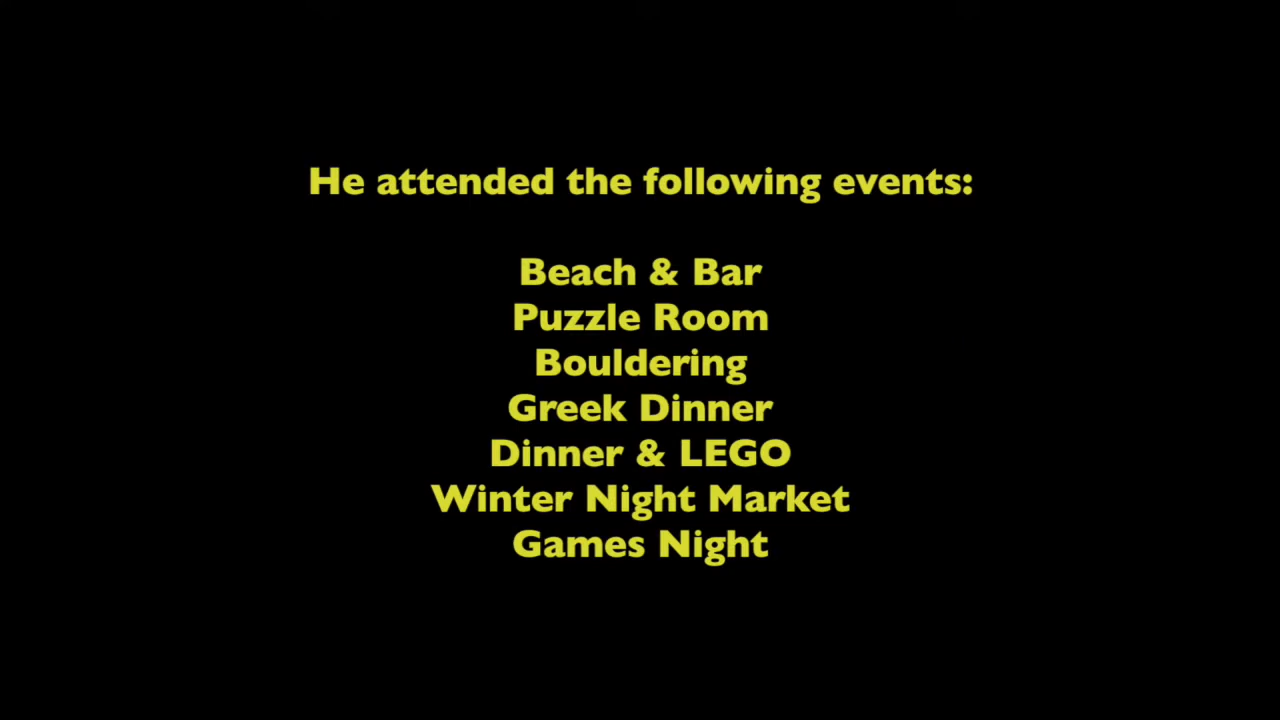 He attended the following events:
Beach & Bar
Puzzle Room
Bouldering
Greek Dinner
Dinner & LEGO
Winter Night Market
Games Night